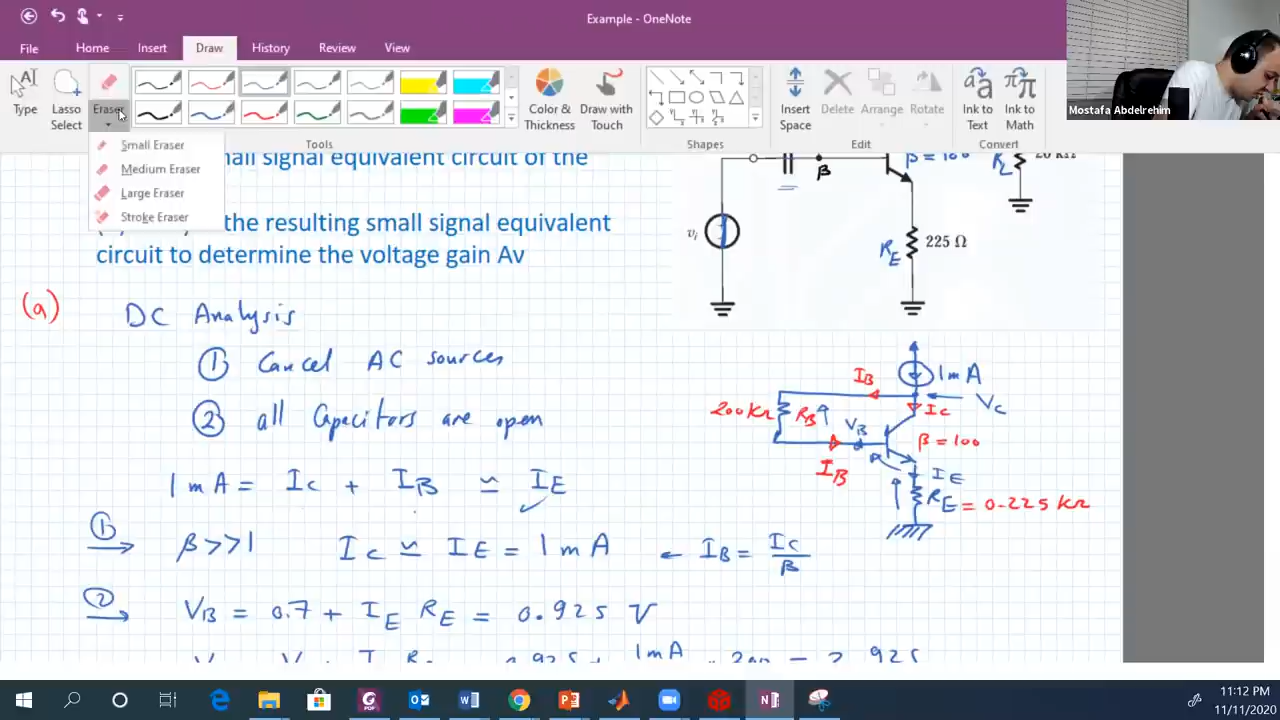 Example - OneNote
File Home Insert Draw History Review View
Mostafa Abdelrehim
Type
Lasso Select
Eraser
Color & Thickness
Draw with Touch
Insert Space
Delete
Arrange
Rotate
Ink to Text
Ink to Math
Tools
Shapes
Edit
Convert
Small Eraser
Medium Eraser
Large Eraser
Stroke Eraser
mall signal equivalent circuit of the
the resulting small signal equivalent
circuit to determine the voltage gain Av
β = 100
B
RL
20 kΩ
vi
RE
225 Ω
(a)
DC Analysis
① Cancel AC sources
② all Capacitors are open
1mA = Ic + IB ≃ IE
① β >> 1 Ic ≃ IE = 1mA ← IB = Ic/β
② VB = 0.7 + IE RE = 0.925 V
1mA
IB
1mA
Vc
Ic
200KΩ
RB
VB
β = 100
IB
IE
RE = 0.225 KΩ
11:12 PM
11/11/2020